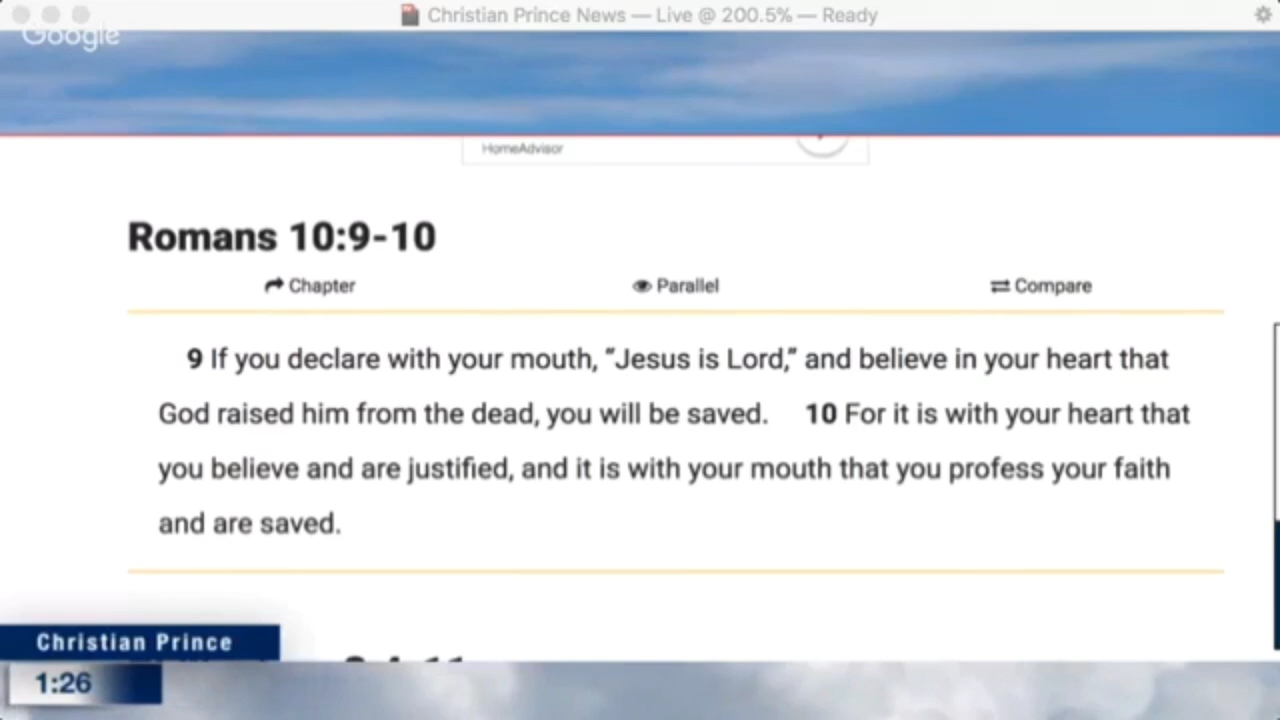 Christian Prince News — Live @ 200.5% — Ready
Google
HomeAdvisor
Romans 10:9-10
Chapter
Parallel
Compare
9 If you declare with your mouth, “Jesus is Lord,” and believe in your heart that
God raised him from the dead, you will be saved. 10 For it is with your heart that
you believe and are justified, and it is with your mouth that you profess your faith
and are saved.
Christian Prince
1:26